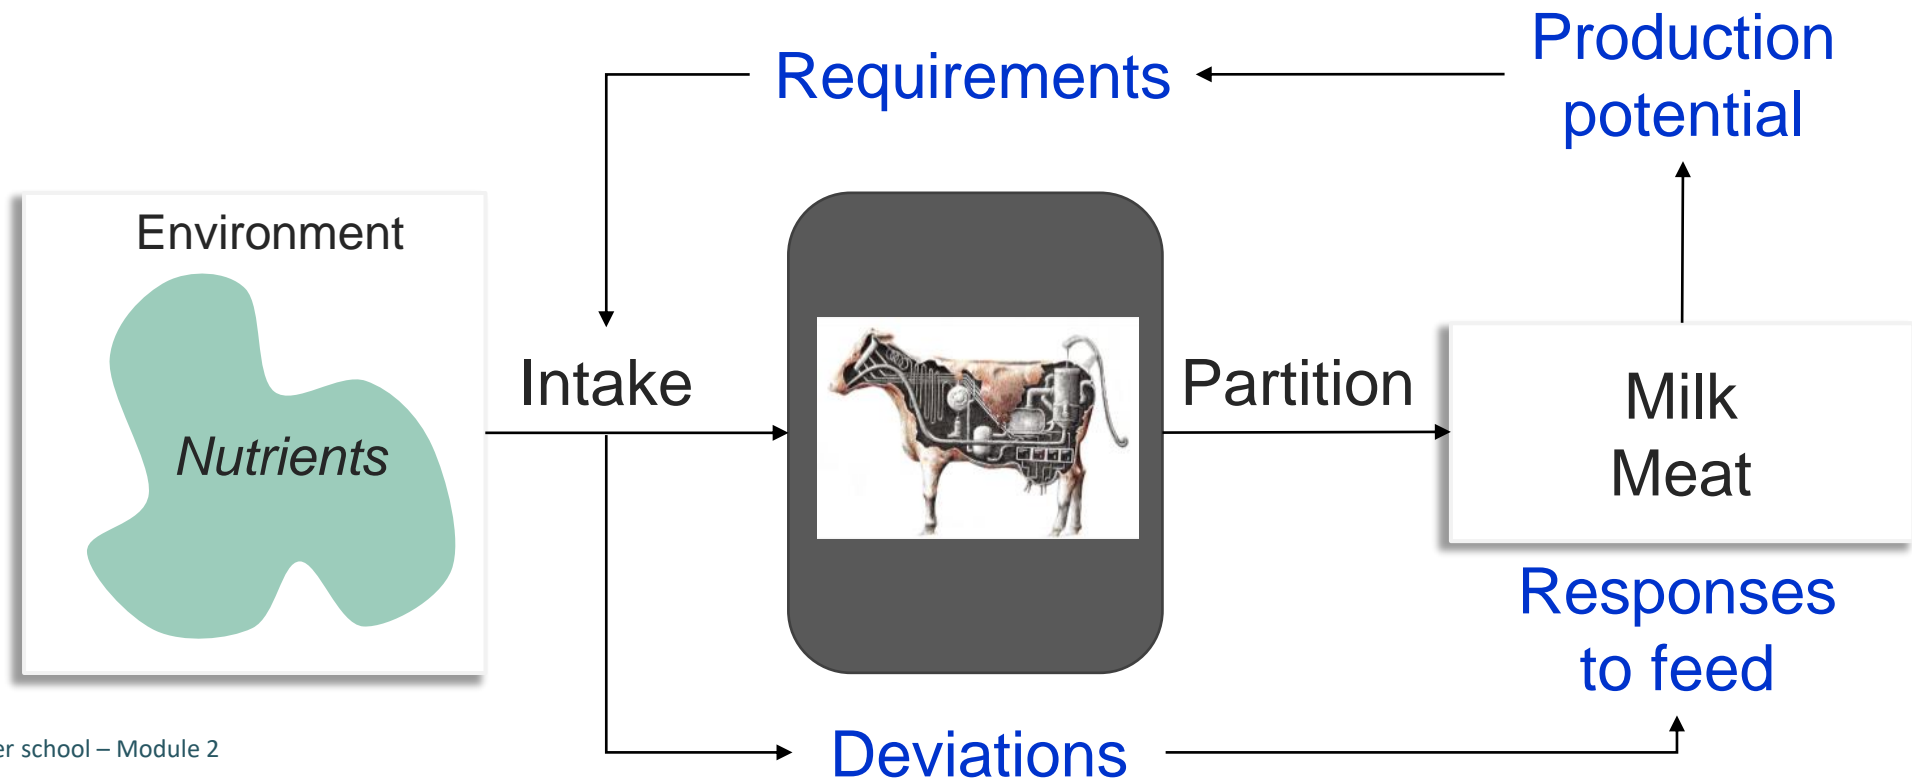 Production
potential
Requirements
Environment
Nutrients
Intake
Partition
Milk
Meat
Responses
to feed
Deviations
er school – Module 2